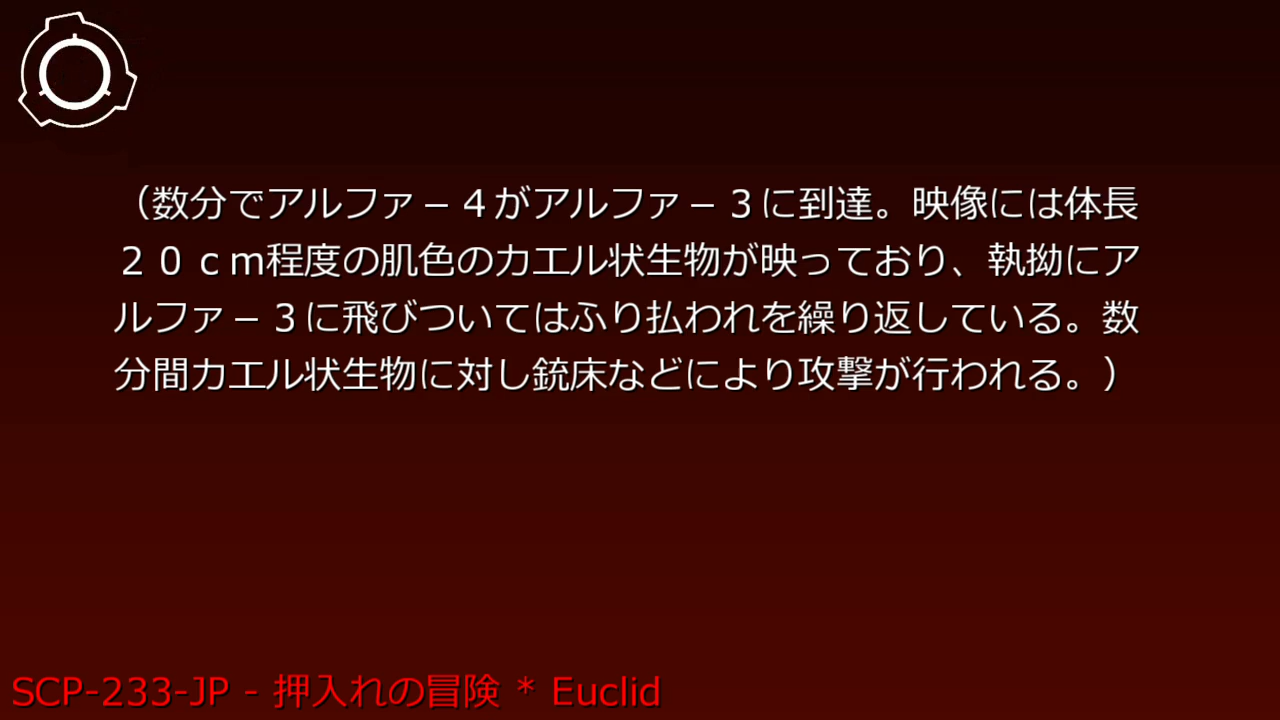 （数分でアルファ－４がアルファ－３に到達。映像には体長
２０ｃｍ程度の肌色のカエル状生物が映っており、執拗にア
ルファ－３に飛びついてはふり払われを繰り返している。数
分間カエル状生物に対し銃床などにより攻撃が行われる。）
SCP-233-JP - 押入れの冒険 * Euclid